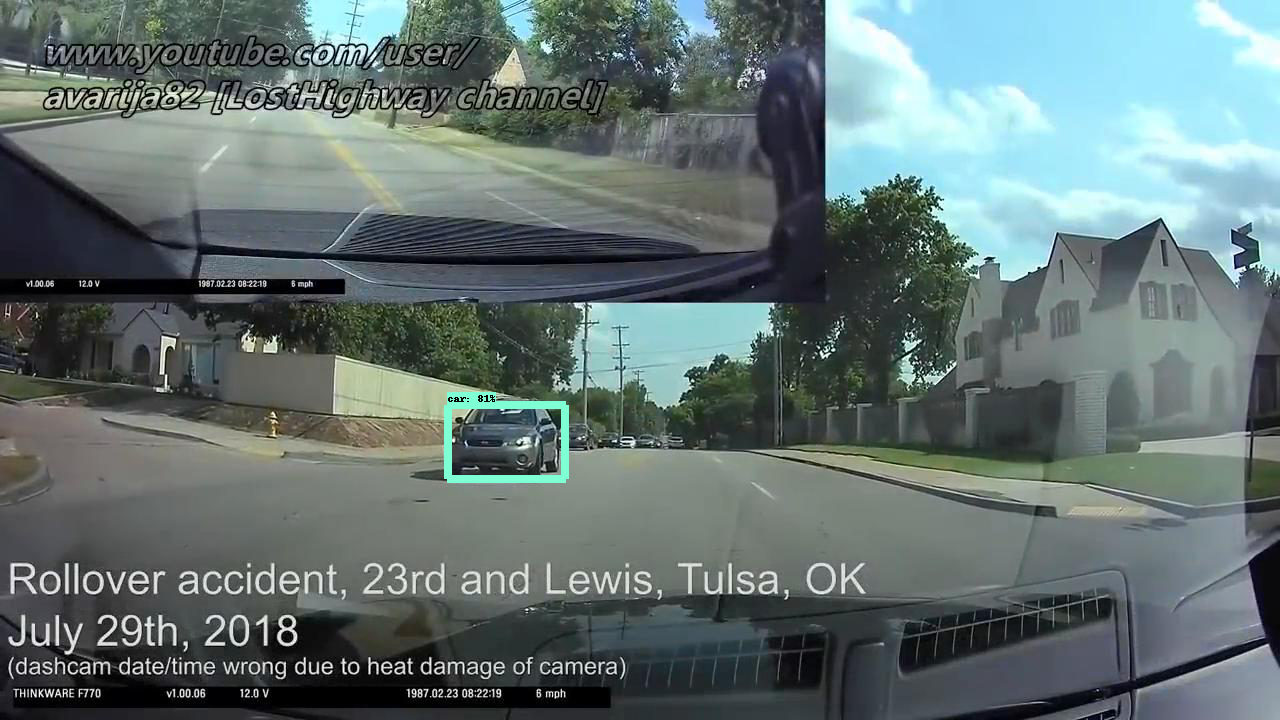 www.youtube.com/user/
avarija82 [LostHighway channel]
v1.00.06 12.0 V 1987.02.23 08:22:19 6 mph
car: 81%
Rollover accident, 23rd and Lewis, Tulsa, OK
July 29th, 2018
(dashcam date/time wrong due to heat damage of camera)
THINKWARE F770 v1.00.06 12.0 V 1987.02.23 08:22:19 6 mph